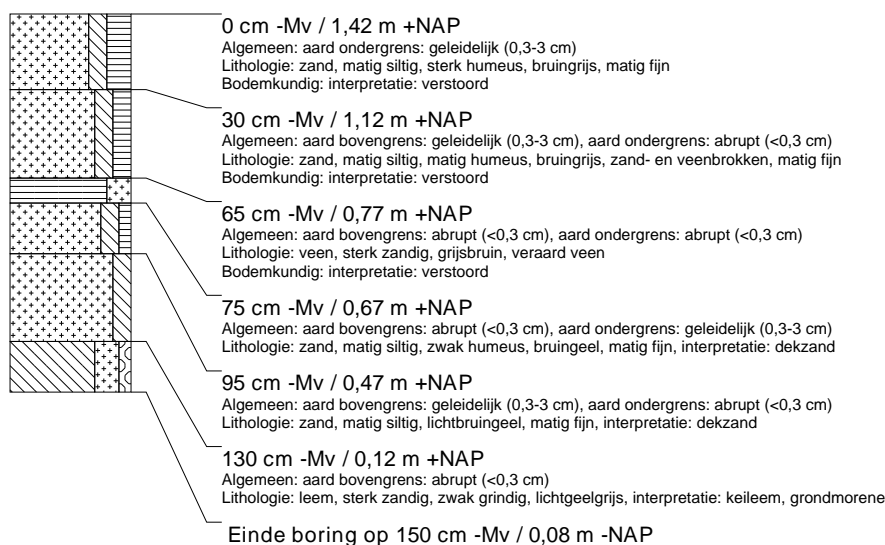 0 cm -Mv / 1,42 m +NAP
Algemeen: aard ondergrens: geleidelijk (0,3-3 cm)
Lithologie: zand, matig siltig, sterk humeus, bruingrijs, matig fijn
Bodemkundig: interpretatie: verstoord
30 cm -Mv / 1,12 m +NAP
Algemeen: aard bovengrens: geleidelijk (0,3-3 cm), aard ondergrens: abrupt (<0,3 cm)
Lithologie: zand, matig siltig, matig humeus, bruingrijs, zand- en veenbrokken, matig fijn
Bodemkundig: interpretatie: verstoord
65 cm -Mv / 0,77 m +NAP
Algemeen: aard bovengrens: abrupt (<0,3 cm), aard ondergrens: abrupt (<0,3 cm)
Lithologie: veen, sterk zandig, grijsbruin, veraard veen
Bodemkundig: interpretatie: verstoord
75 cm -Mv / 0,67 m +NAP
Algemeen: aard bovengrens: abrupt (<0,3 cm), aard ondergrens: geleidelijk (0,3-3 cm)
Lithologie: zand, matig siltig, zwak humeus, bruingeel, matig fijn, interpretatie: dekzand
95 cm -Mv / 0,47 m +NAP
Algemeen: aard bovengrens: geleidelijk (0,3-3 cm), aard ondergrens: abrupt (<0,3 cm)
Lithologie: zand, matig siltig, lichtbruingeel, matig fijn, interpretatie: dekzand
130 cm -Mv / 0,12 m +NAP
Algemeen: aard bovengrens: abrupt (<0,3 cm)
Lithologie: leem, sterk zandig, zwak grindig, lichtgeelgrijs, interpretatie: keileem, grondmorene
Einde boring op 150 cm -Mv / 0,08 m -NAP